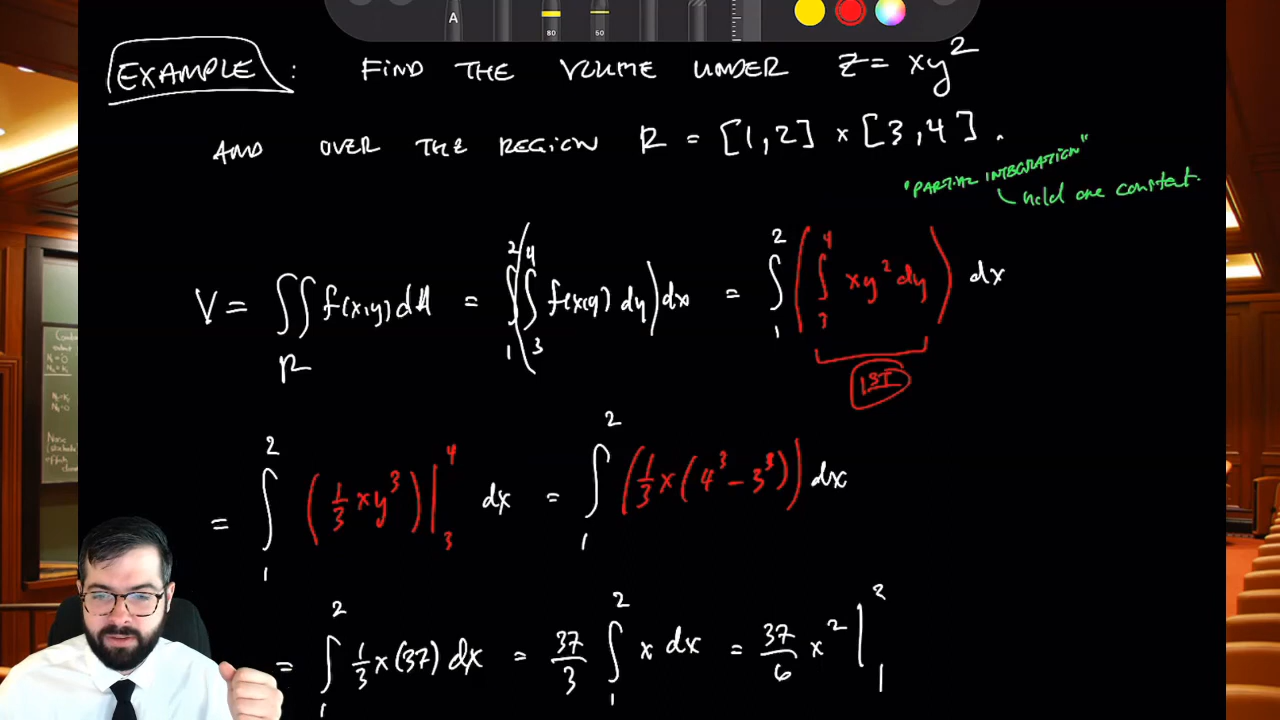 A 80 50
EXAMPLE : FIND THE VOLUME UNDER z = xy²
AND OVER THE REGION R = [1,2] × [3,4].
"PARTIAL INTEGRATION"
hold one constant.
V = ∬_R f(x,y) dA = ∫_1^2 (∫_3^4 f(x,y) dy) dx = ∫_1^2 (∫_3^4 xy² dy) dx
1ST
= ∫_1^2 (1/3 xy³)|_3^4 dx = ∫_1^2 (1/3 x (4³ − 3³)) dx
= ∫_1^2 1/3 x(37) dx = 37/3 ∫_1^2 x dx = 37/6 x² |_1^2